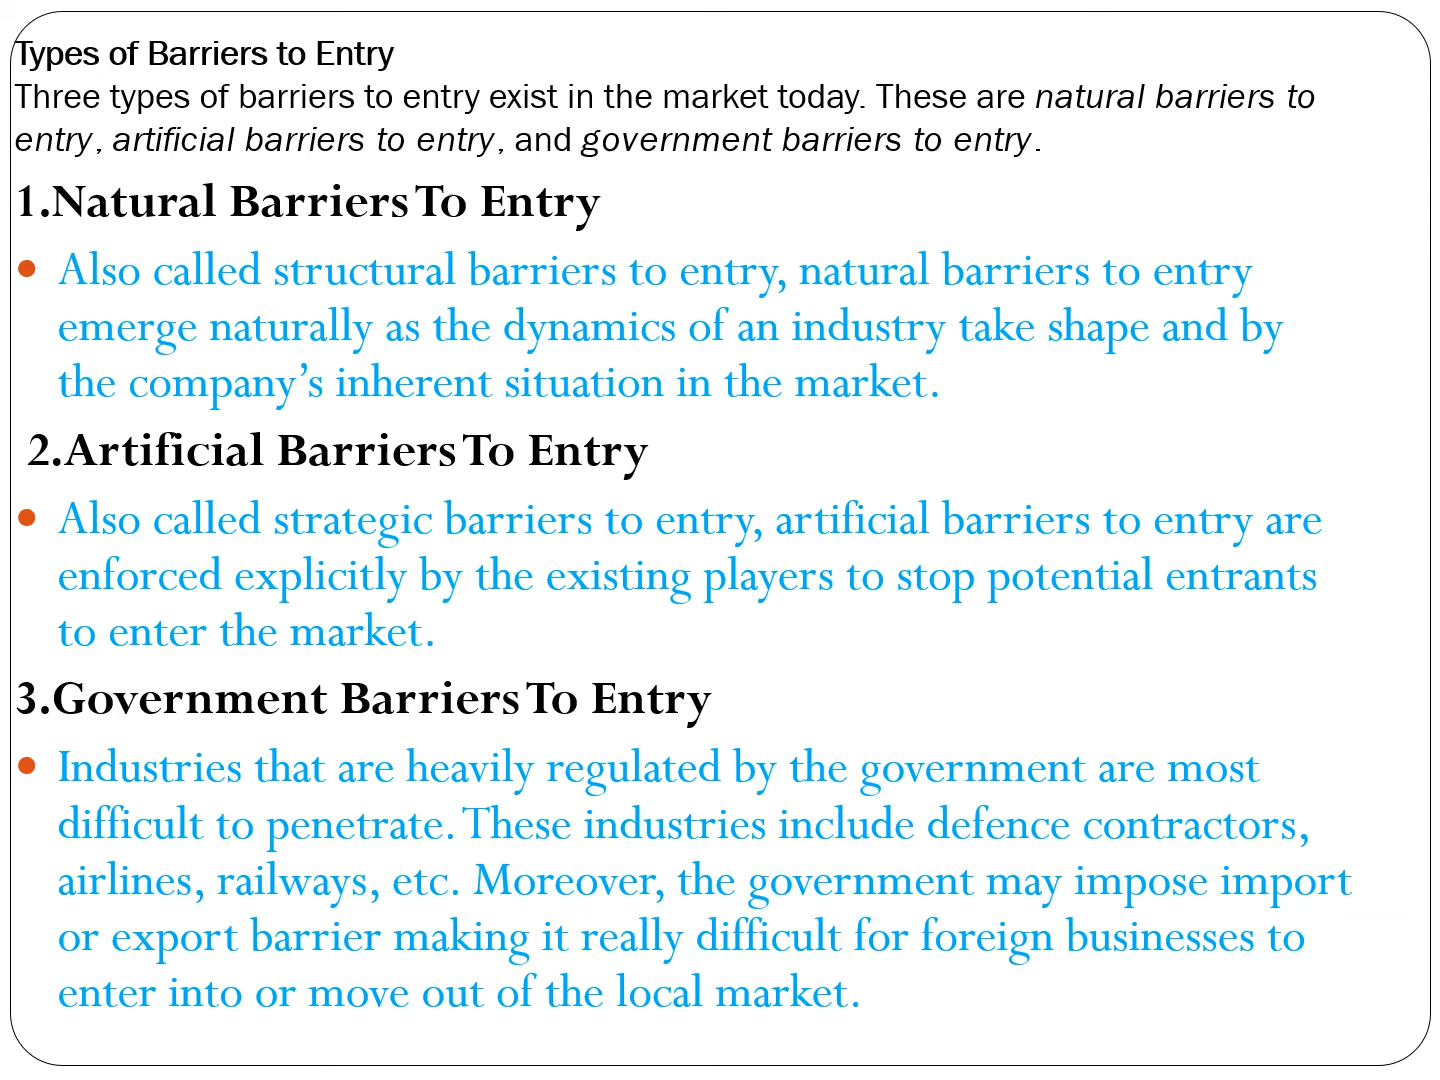 Types of Barriers to Entry
Three types of barriers to entry exist in the market today. These are natural barriers to
entry, artificial barriers to entry, and government barriers to entry.
1.Natural Barriers To Entry
• Also called structural barriers to entry, natural barriers to entry
emerge naturally as the dynamics of an industry take shape and by
the company’s inherent situation in the market.
2.Artificial Barriers To Entry
• Also called strategic barriers to entry, artificial barriers to entry are
enforced explicitly by the existing players to stop potential entrants
to enter the market.
3.Government Barriers To Entry
• Industries that are heavily regulated by the government are most
difficult to penetrate. These industries include defence contractors,
airlines, railways, etc. Moreover, the government may impose import
or export barrier making it really difficult for foreign businesses to
enter into or move out of the local market.